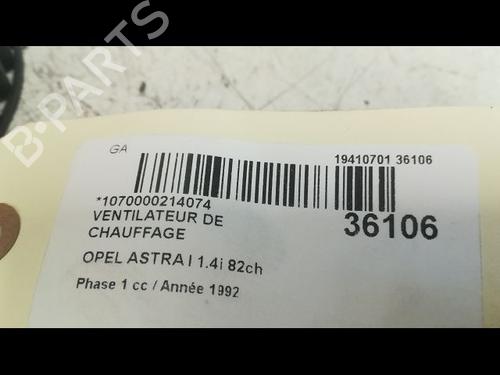 B-PARTS
GA
19410701 36106
*1070000214074
36106
VENTILATEUR DE
CHAUFFAGE
OPEL ASTRA I 1.4i 82ch
Phase 1 cc / Année 1992